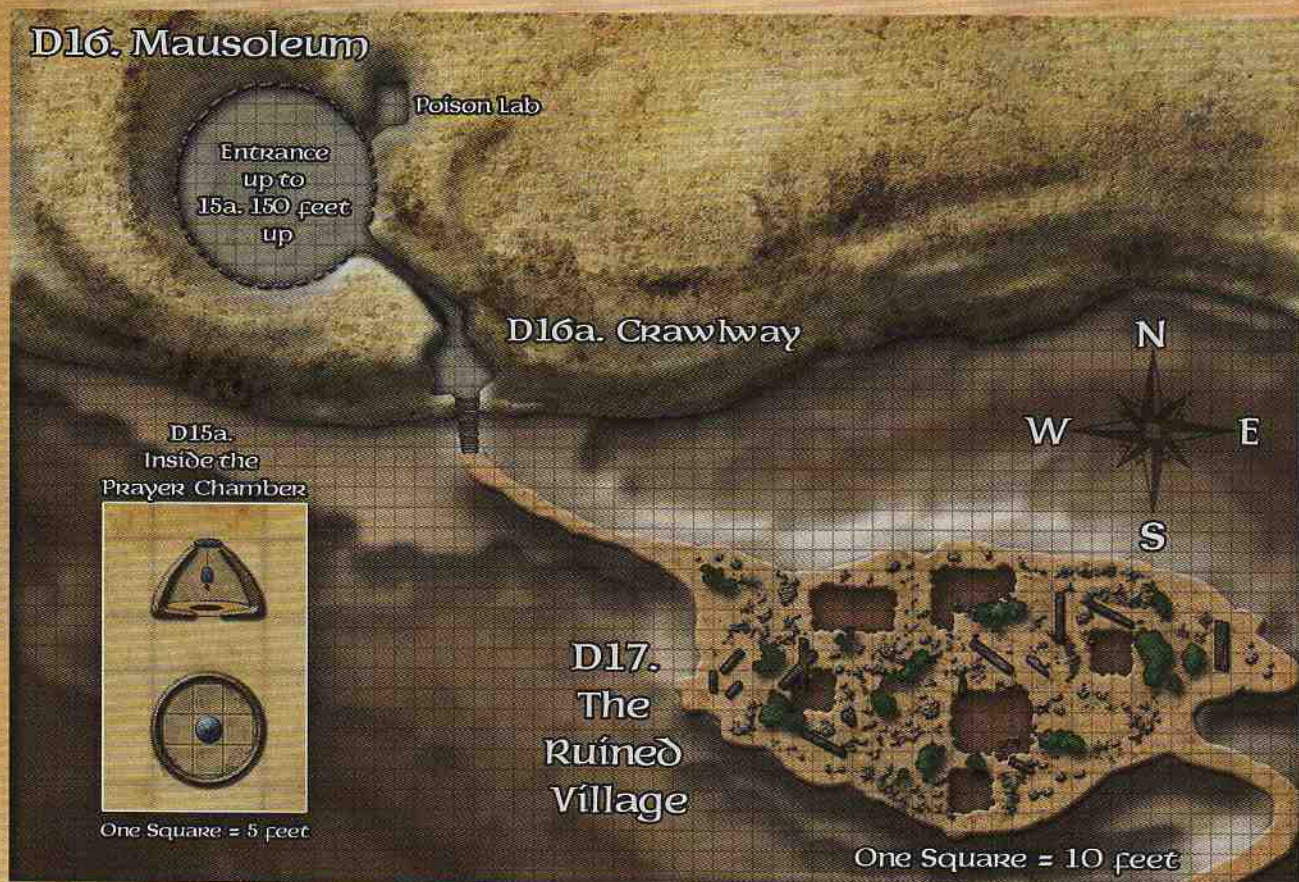 D16. Mausoleum
Poison Lab
Entrance
up to
15a. 150 feet
up
D16a. Crawlway
N
W
E
S
D15a.
Inside the
Prayer Chamber
One Square = 5 feet
D17.
The
Ruined
Village
One Square = 10 feet